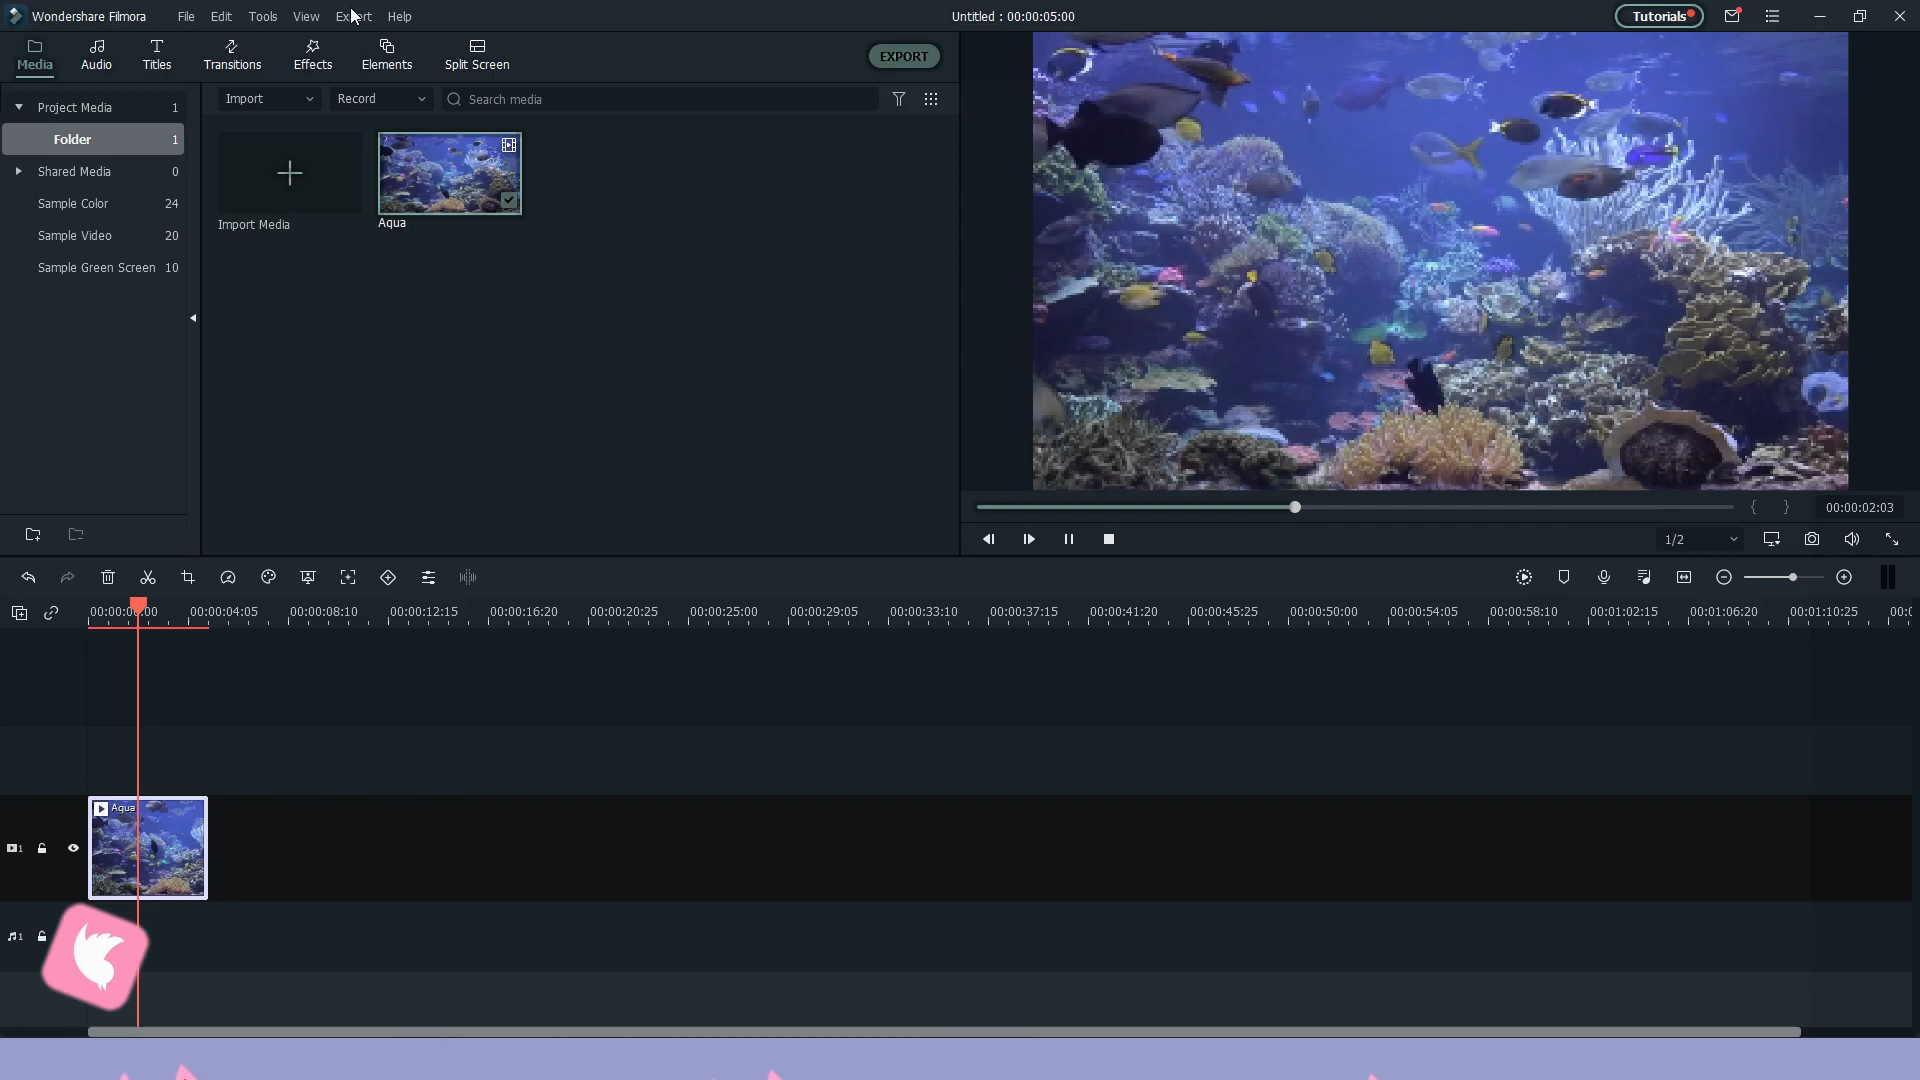 Wondershare Filmora File Edit Tools View Export Help Untitled : 00:00:05:00 Tutorials
Media Audio Titles Transitions Effects Elements Split Screen EXPORT
Project Media 1
Folder 1
Shared Media 0
Sample Color 24
Sample Video 20
Sample Green Screen 10
Import Record Search media
Import Media
Aqua
00:00:02:03
1/2
00:00:00:00 00:00:04:05 00:00:08:10 00:00:12:15 00:00:16:20 00:00:20:25 00:00:25:00 00:00:29:05 00:00:33:10 00:00:37:15 00:00:41:20 00:00:45:25 00:00:50:00 00:00:54:05 00:00:58:10 00:01:02:15 00:01:06:20 00:01:10:25
Aqua
1
1